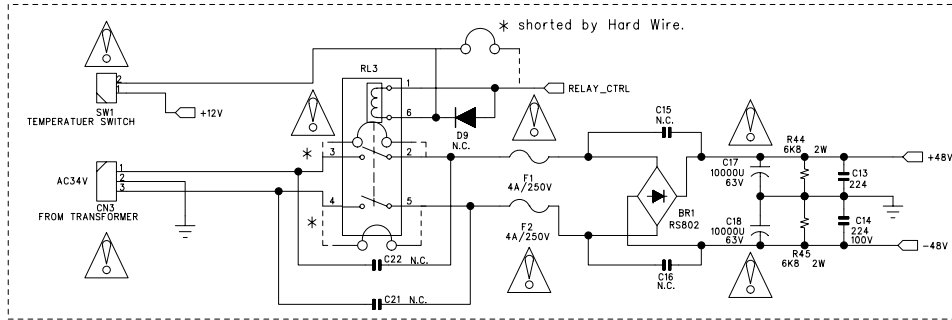 * shorted by Hard Wire.
RL3
2
1
SW1
TEMPERATUER SWITCH
+12V
1
6
RELAY_CTRL
D9
N.C.
*
3
2
4
5
*
1
2
3
AC34V
CN3
FROM TRANSFORMER
F1
4A/250V
F2
4A/250V
C15
N.C.
BR1
RS802
C16
N.C.
C22 N.C.
C21 N.C.
R44
6K8 2W
C17
10000U
63V
C13
224
+48V
C18
10000U
63V
C14
224
100V
R45
6K8 2W
-48V